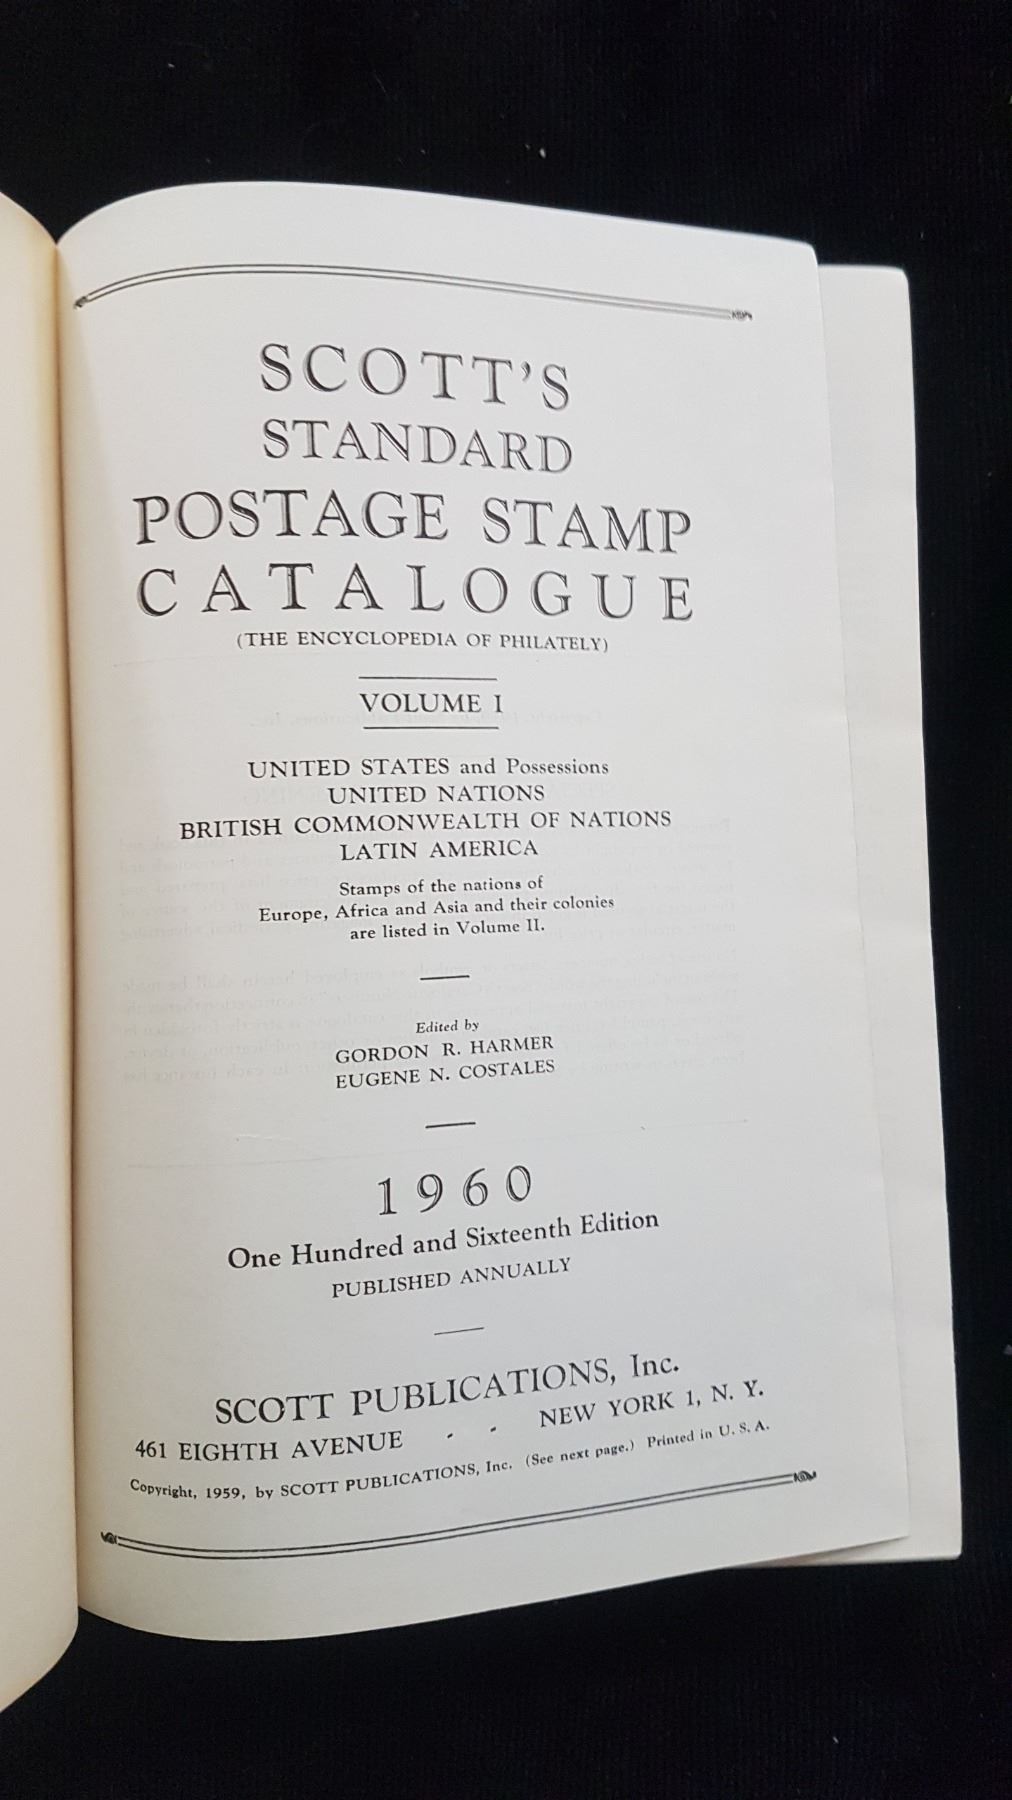 SCOTT'S
STANDARD
POSTAGE STAMP
CATALOGUE
(THE ENCYCLOPEDIA OF PHILATELY)
VOLUME I
UNITED STATES and Possessions
UNITED NATIONS
BRITISH COMMONWEALTH OF NATIONS
LATIN AMERICA
Stamps of the nations of
Europe, Africa and Asia and their colonies
are listed in Volume II.
Edited by
GORDON R. HARMER
EUGENE N. COSTALES
1960
One Hundred and Sixteenth Edition
PUBLISHED ANNUALLY
SCOTT PUBLICATIONS, Inc.
461 EIGHTH AVENUE - - NEW YORK 1, N. Y.
Copyright, 1959, by SCOTT PUBLICATIONS, Inc. (See next page.) Printed in U. S. A.